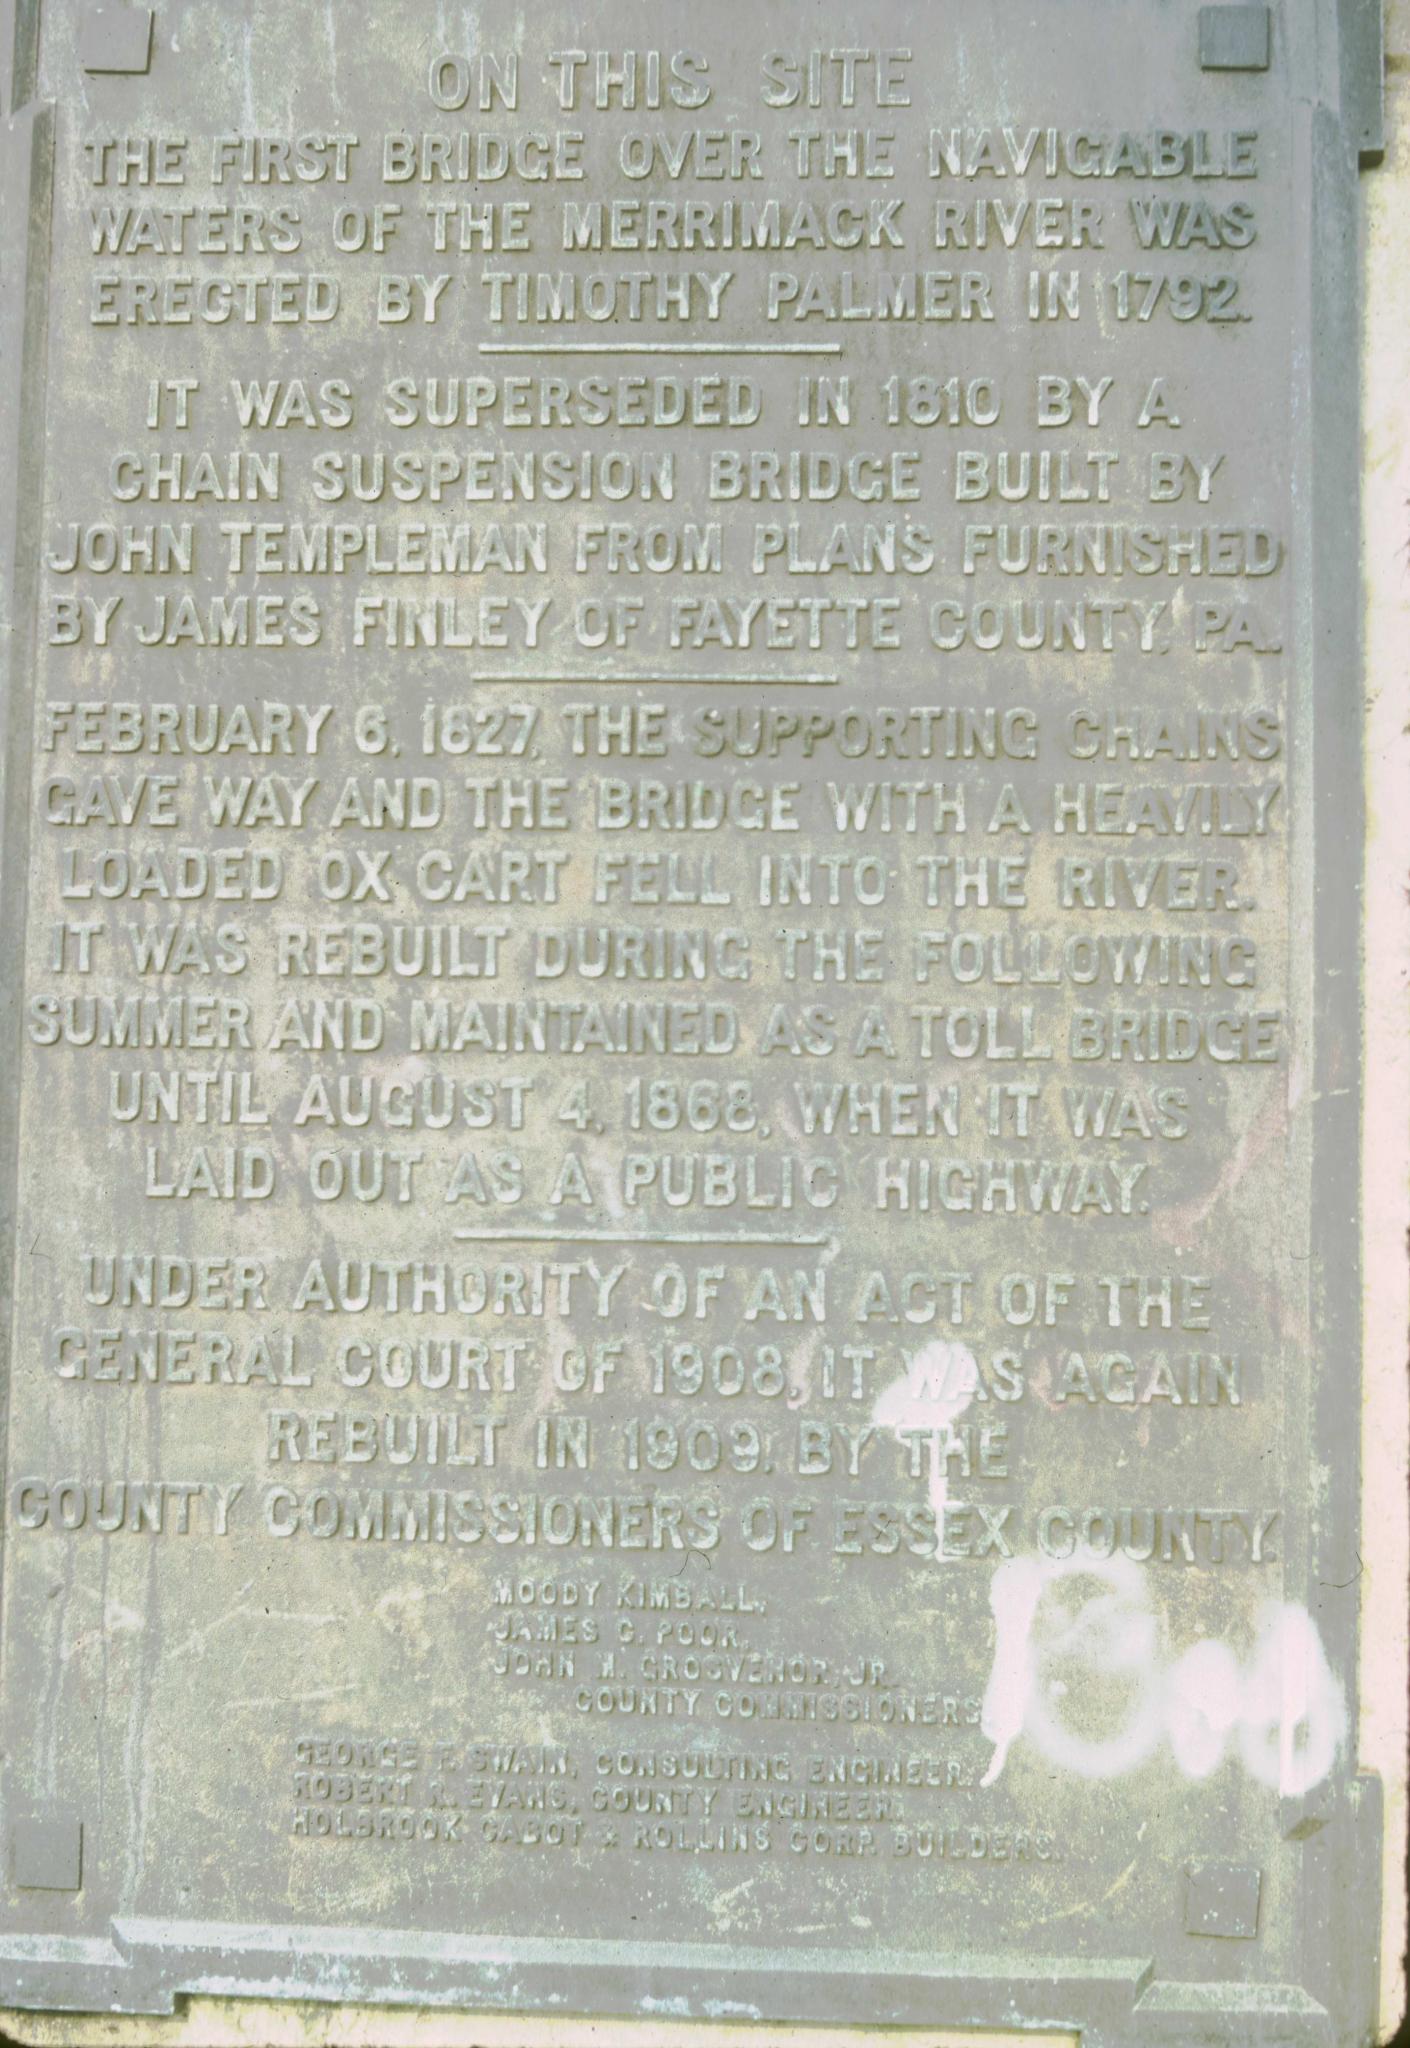 ON THIS SITE
THE FIRST BRIDGE OVER THE NAVIGABLE
WATERS OF THE MERRIMACK RIVER WAS
ERECTED BY TIMOTHY PALMER IN 1792.
IT WAS SUPERSEDED IN 1810 BY A
CHAIN SUSPENSION BRIDGE BUILT BY
JOHN TEMPLEMAN FROM PLANS FURNISHED
BY JAMES FINLEY OF FAYETTE COUNTY, PA.
FEBRUARY 6, 1827, THE SUPPORTING CHAINS
GAVE WAY AND THE BRIDGE WITH A HEAVILY
LOADED OX CART FELL INTO THE RIVER.
IT WAS REBUILT DURING THE FOLLOWING
SUMMER AND MAINTAINED AS A TOLL BRIDGE
UNTIL AUGUST 4, 1868, WHEN IT WAS
LAID OUT AS A PUBLIC HIGHWAY.
UNDER AUTHORITY OF AN ACT OF THE
GENERAL COURT OF 1908, IT WAS AGAIN
REBUILT IN 1909, BY THE
COUNTY COMMISSIONERS OF ESSEX COUNTY.
MOODY KIMBALL,
JAMES C. POOR,
JOHN M. GROSVENOR, JR.
COUNTY COMMISSIONERS
GEORGE F. SWAIN, CONSULTING ENGINEER.
ROBERT R. EVANS, COUNTY ENGINEER.
HOLBROOK CABOT & ROLLINS CORP. BUILDERS.